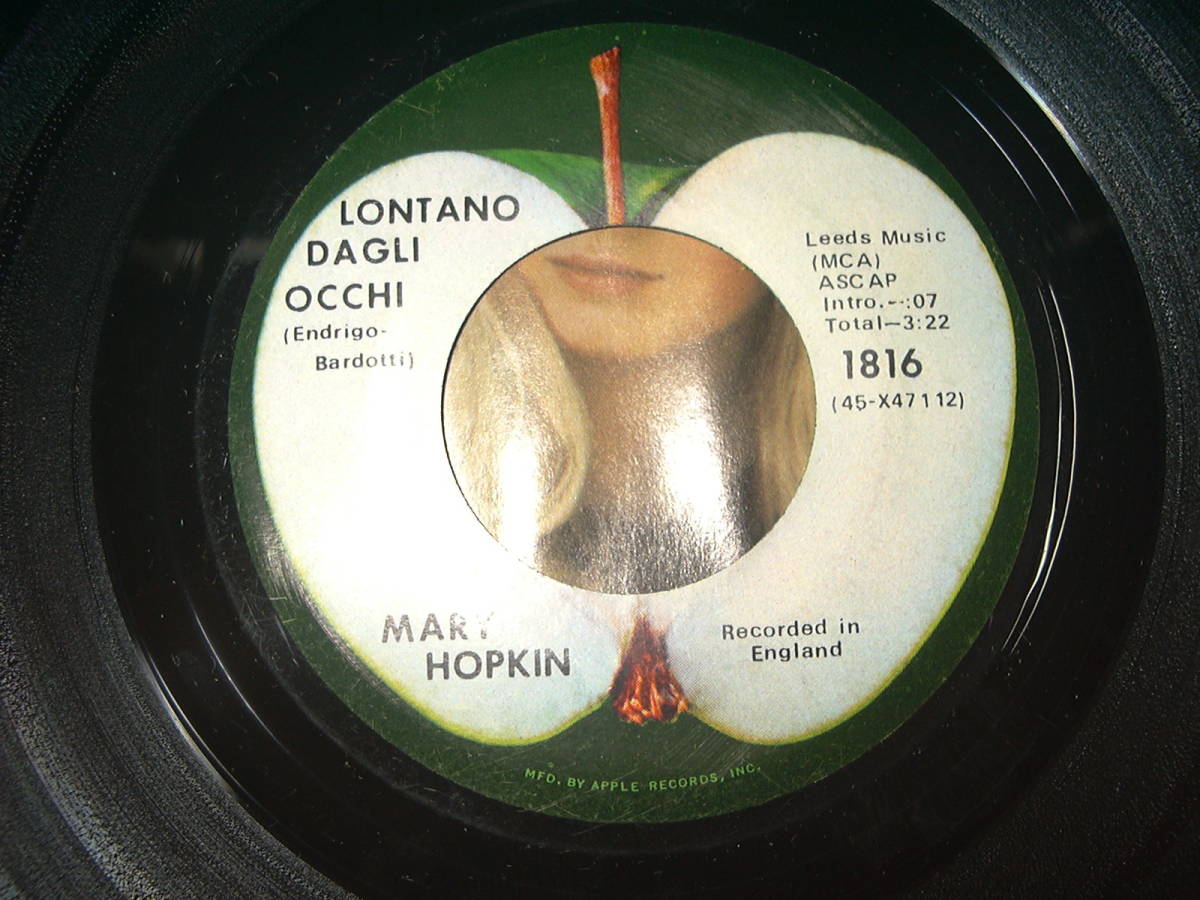 LONTANO
DAGLI
OCCHI
(Endrigo-
Bardotti)
Leeds Music
(MCA)
ASCAP
Intro.--:07
Total—3:22
1816
(45-X47112)
MARY
HOPKIN
Recorded in
England
MFD. BY APPLE RECORDS, INC.